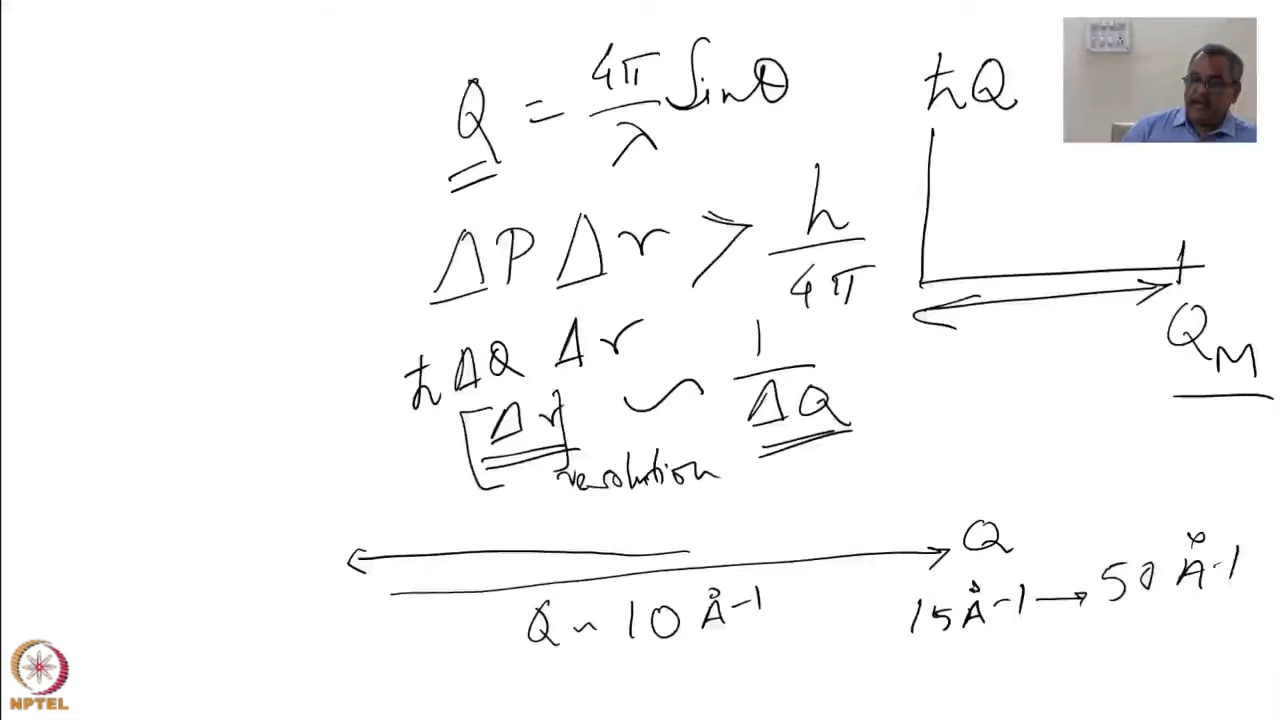 Q = 4π/λ Sinθ
ħQ
ΔP Δr > h/4π
Q_M
ħ ΔQ Δr
[Δr] ~ 1/ΔQ
resolution
Q
Q ~ 10 Å-1
15 Å-1 → 50 Å-1
NPTEL